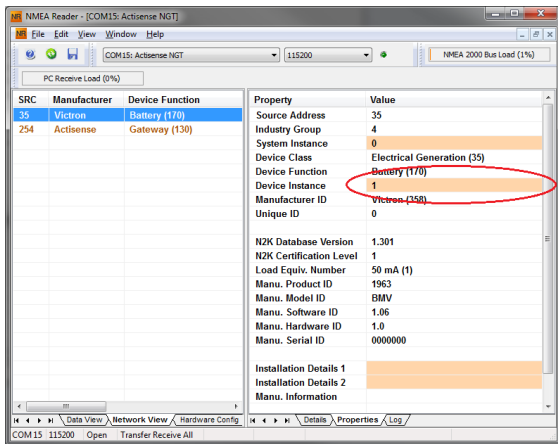 NMEA Reader - [COM15: Actisense NGT]
File Edit View Window Help
COM15: Actisense NGT 115200 NMEA 2000 Bus Load (1%)
PC Receive Load (0%)
SRC Manufacturer Device Function
35 Victron Battery (170)
254 Actisense Gateway (130)
Property Value
Source Address 35
Industry Group 4
System Instance 0
Device Class Electrical Generation (35)
Device Function Battery (170)
Device Instance 1
Manufacturer ID Victron (358)
Unique ID 0
N2K Database Version 1.301
N2K Certification Level 1
Load Equiv. Number 50 mA (1)
Manu. Product ID 1963
Manu. Model ID BMV
Manu. Software ID 1.06
Manu. Hardware ID 1.0
Manu. Serial ID 0000000
Installation Details 1
Installation Details 2
Manu. Information
Data View Network View Hardware Config
Details Properties Log
COM 15 115200 Open Transfer Receive All